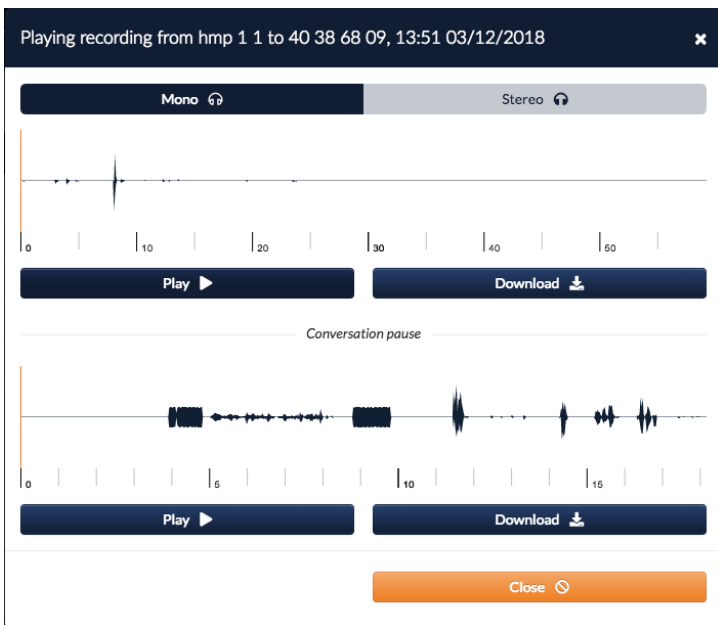 Playing recording from hmp 1 1 to 40 38 68 09, 13:51 03/12/2018
Mono Stereo
0 10 20 30 40 50
Play Download
Conversation pause
0 5 10 15
Play Download
Close